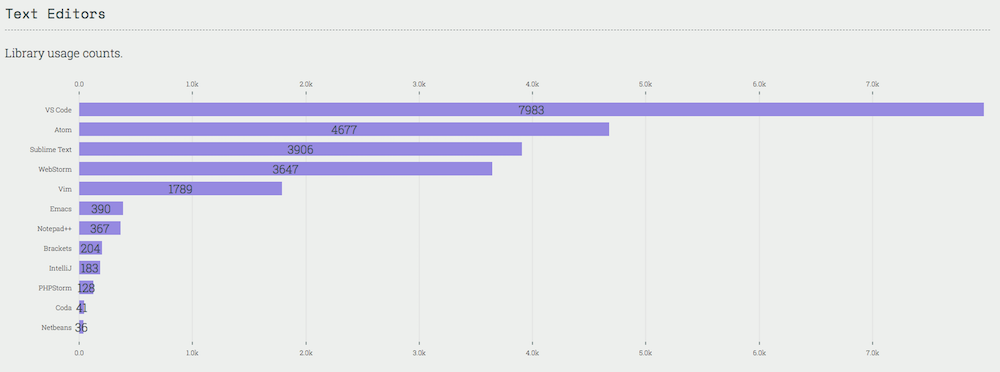 Text Editors
Library usage counts.
0.0 1.0k 2.0k 3.0k 4.0k 5.0k 6.0k 7.0k
VS Code 7983
Atom 4677
Sublime Text 3906
WebStorm 3647
Vim 1789
Emacs 390
Notepad++ 367
Brackets 204
IntelliJ 183
PHPStorm 128
Coda 41
Netbeans 36
0.0 1.0k 2.0k 3.0k 4.0k 5.0k 6.0k 7.0k